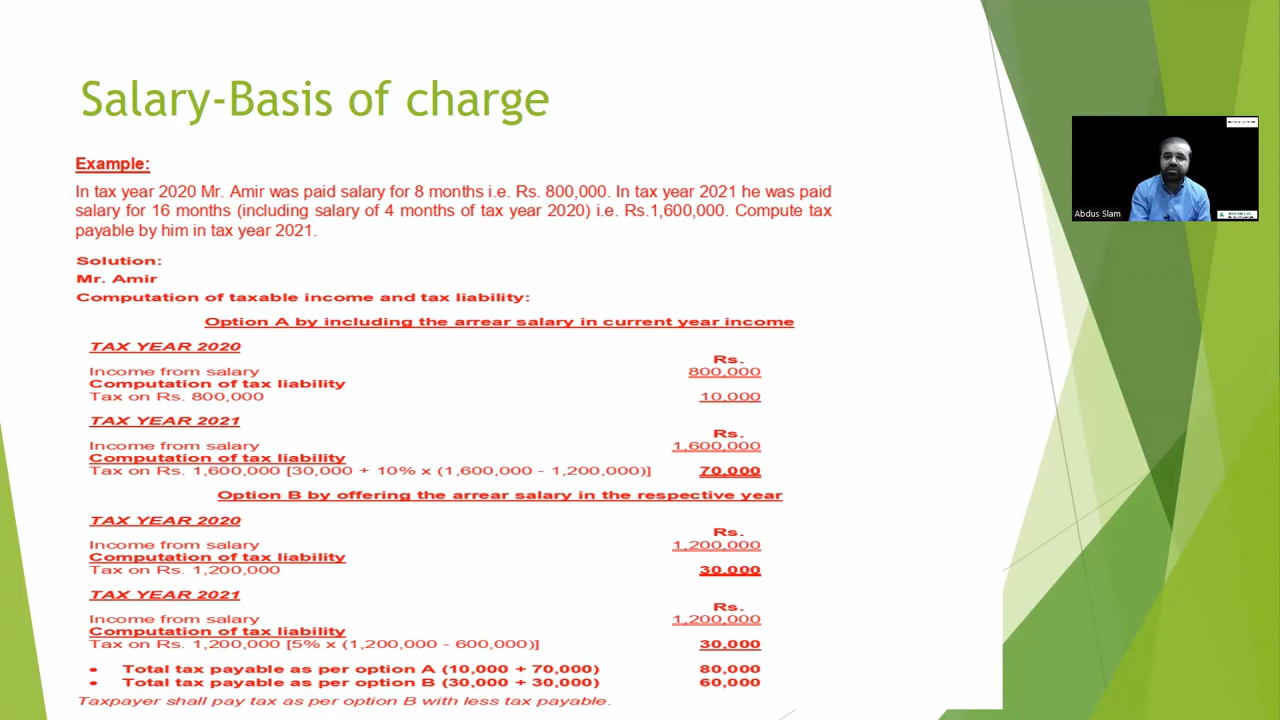 Salary-Basis of charge
Example:
In tax year 2020 Mr. Amir was paid salary for 8 months i.e. Rs. 800,000. In tax year 2021 he was paid
salary for 16 months (including salary of 4 months of tax year 2020) i.e. Rs.1,600,000. Compute tax
payable by him in tax year 2021.
Solution:
Mr. Amir
Computation of taxable income and tax liability:
Option A by including the arrear salary in current year income
TAX YEAR 2020
Rs.
Income from salary 800,000
Computation of tax liability
Tax on Rs. 800,000 10,000
TAX YEAR 2021
Rs.
Income from salary 1,600,000
Computation of tax liability
Tax on Rs. 1,600,000 [30,000 + 10% x (1,600,000 - 1,200,000)] 70,000
Option B by offering the arrear salary in the respective year
TAX YEAR 2020
Rs.
Income from salary 1,200,000
Computation of tax liability
Tax on Rs. 1,200,000 30,000
TAX YEAR 2021
Rs.
Income from salary 1,200,000
Computation of tax liability
Tax on Rs. 1,200,000 [5% x (1,200,000 - 600,000)] 30,000
• Total tax payable as per option A (10,000 + 70,000) 80,000
• Total tax payable as per option B (30,000 + 30,000) 60,000
Taxpayer shall pay tax as per option B with less tax payable.
Abdus Slam